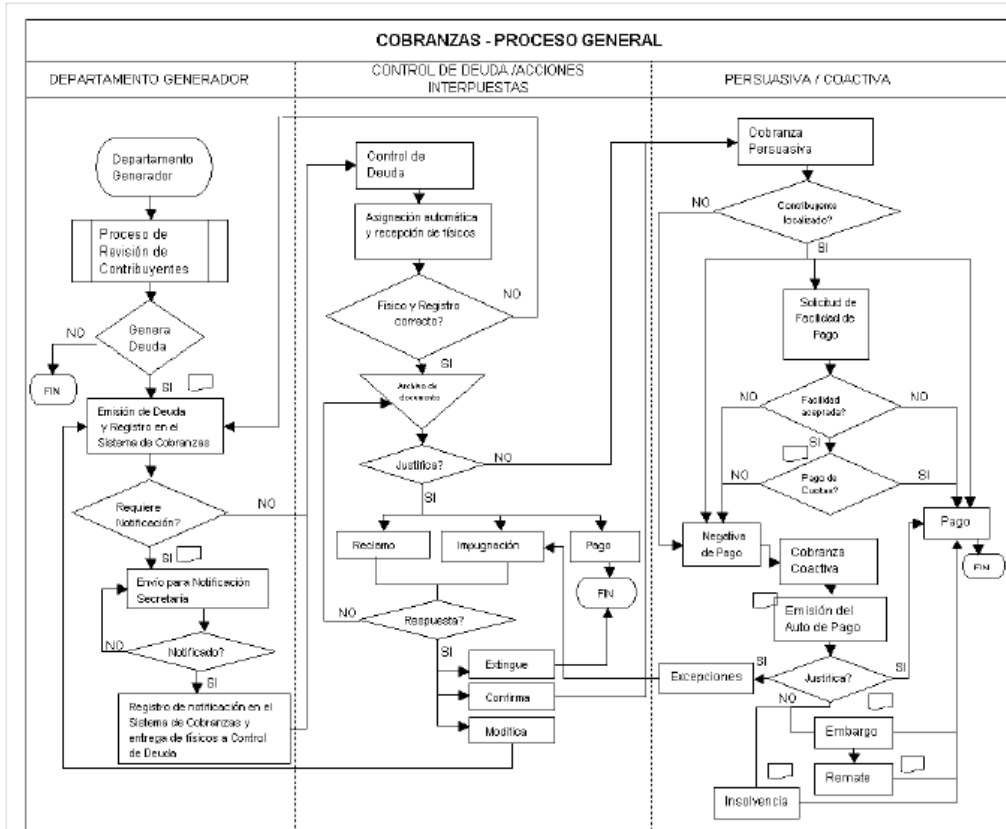 COBRANZAS - PROCESO GENERAL
DEPARTAMENTO GENERADOR
CONTROL DE DEUDA /ACCIONES
INTERPUESTAS
PERSUASIVA / COACTIVA
Departamento
Generador
Proceso de
Revisión de
Contribuyentes
Genera
Deuda
NO
FIN
SI
Emisión de Deuda
y Registro en el
Sistema de Cobranzas
Requiere
Notificación?
NO
SI
Envío para Notificación
Secretaría
Notificado?
NO
SI
Registro de notificación en el
Sistema de Cobranzas y
entrega de físicos a Control
de Deuda
Control de
Deuda
Asignación automática
y recepción de físicos
Físico y Registro
correcto?
NO
SI
Archivo de
documento
Justifica?
NO
SI
Reclamo
Impugnación
Pago
FIN
Respuesta?
NO
SI
Extingue
Confirma
Modifica
Cobranza
Persuasiva
Contribuyente
localizado?
NO
SI
Solicitud de
Facilidad de
Pago
Facilidad
aceptada?
NO
NO
SI
Pago de
Cuotas?
NO
SI
Negativa
de Pago
Pago
FIN
Cobranza
Coactiva
Emisión del
Auto de Pago
Justifica?
SI
SI
Excepciones
NO
Embargo
Remate
Insolvencia